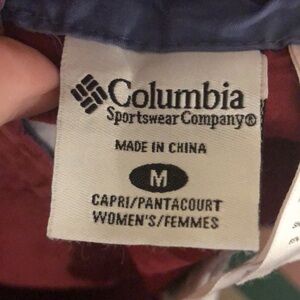 Columbia
Sportswear Company®
MADE IN CHINA
M
CAPRI/PANTACOURT
WOMEN'S/FEMMES